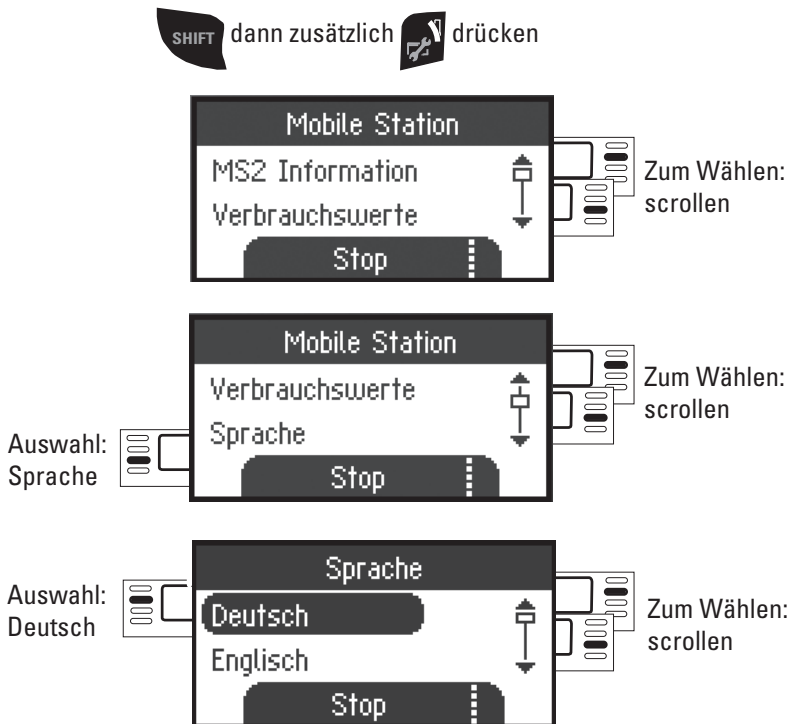 SHIFT dann zusätzlich drücken
Mobile Station
MS2 Information
Verbrauchswerte
Stop
Zum Wählen:
scrollen
Mobile Station
Verbrauchswerte
Sprache
Stop
Auswahl:
Sprache
Zum Wählen:
scrollen
Sprache
Deutsch
Englisch
Stop
Auswahl:
Deutsch
Zum Wählen:
scrollen